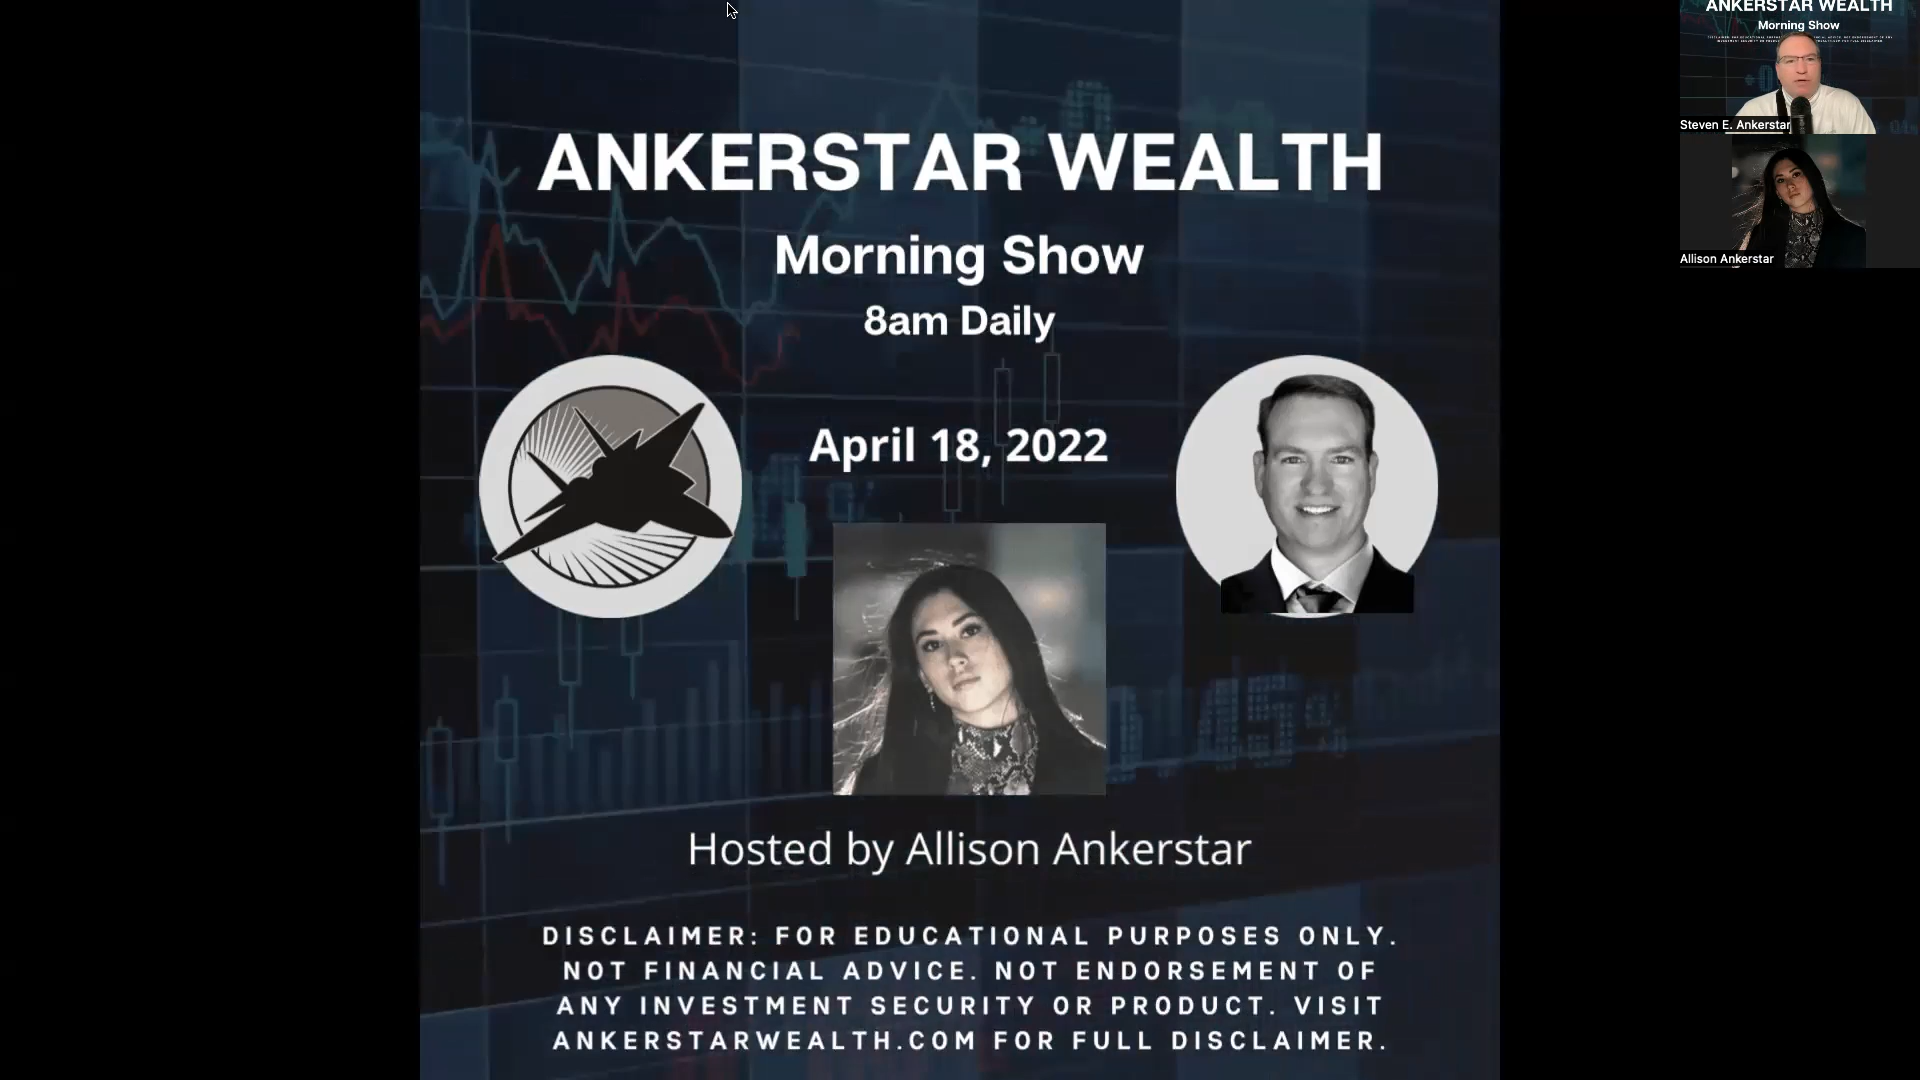 ANKERSTAR WEALTH
Morning Show
8am Daily
April 18, 2022
Hosted by Allison Ankerstar
DISCLAIMER: FOR EDUCATIONAL PURPOSES ONLY.
NOT FINANCIAL ADVICE. NOT ENDORSEMENT OF
ANY INVESTMENT SECURITY OR PRODUCT. VISIT
ANKERSTARWEALTH.COM FOR FULL DISCLAIMER.
ANKERSTAR WEALTH
Morning Show
Steven E. Ankerstar
Allison Ankerstar